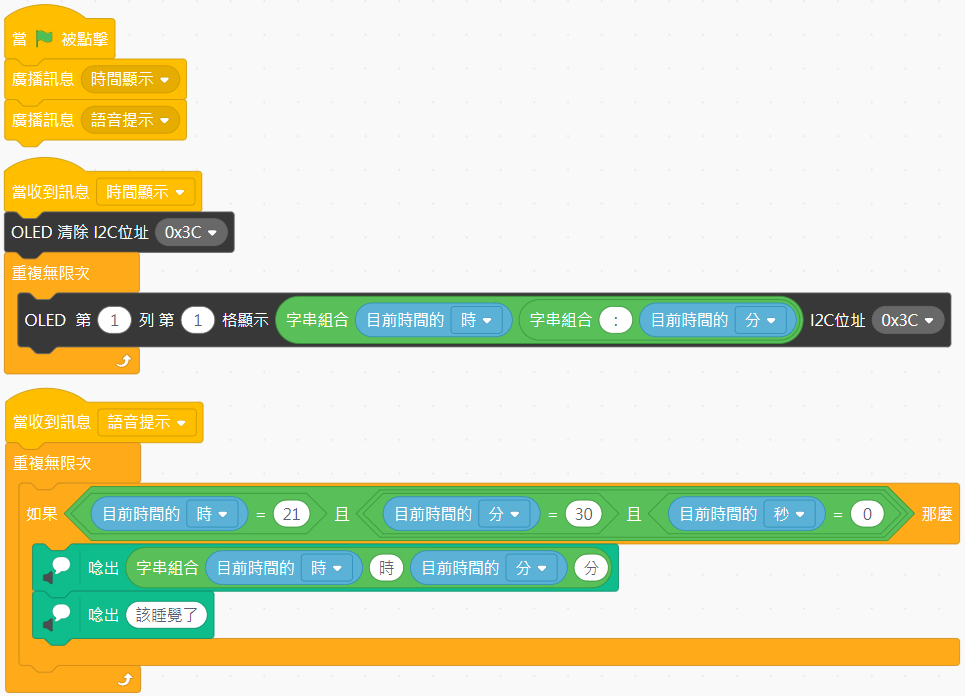 當 被點擊
廣播訊息 時間顯示
廣播訊息 語音提示
當收到訊息 時間顯示
OLED 清除 I2C位址 0x3C
重複無限次
OLED 第 1 列 第 1 格顯示 字串組合 目前時間的 時 字串組合 : 目前時間的 分 I2C位址 0x3C
當收到訊息 語音提示
重複無限次
如果 目前時間的 時 = 21 且 目前時間的 分 = 30 且 目前時間的 秒 = 0 那麼
唸出 字串組合 目前時間的 時 時 目前時間的 分 分
唸出 該睡覺了